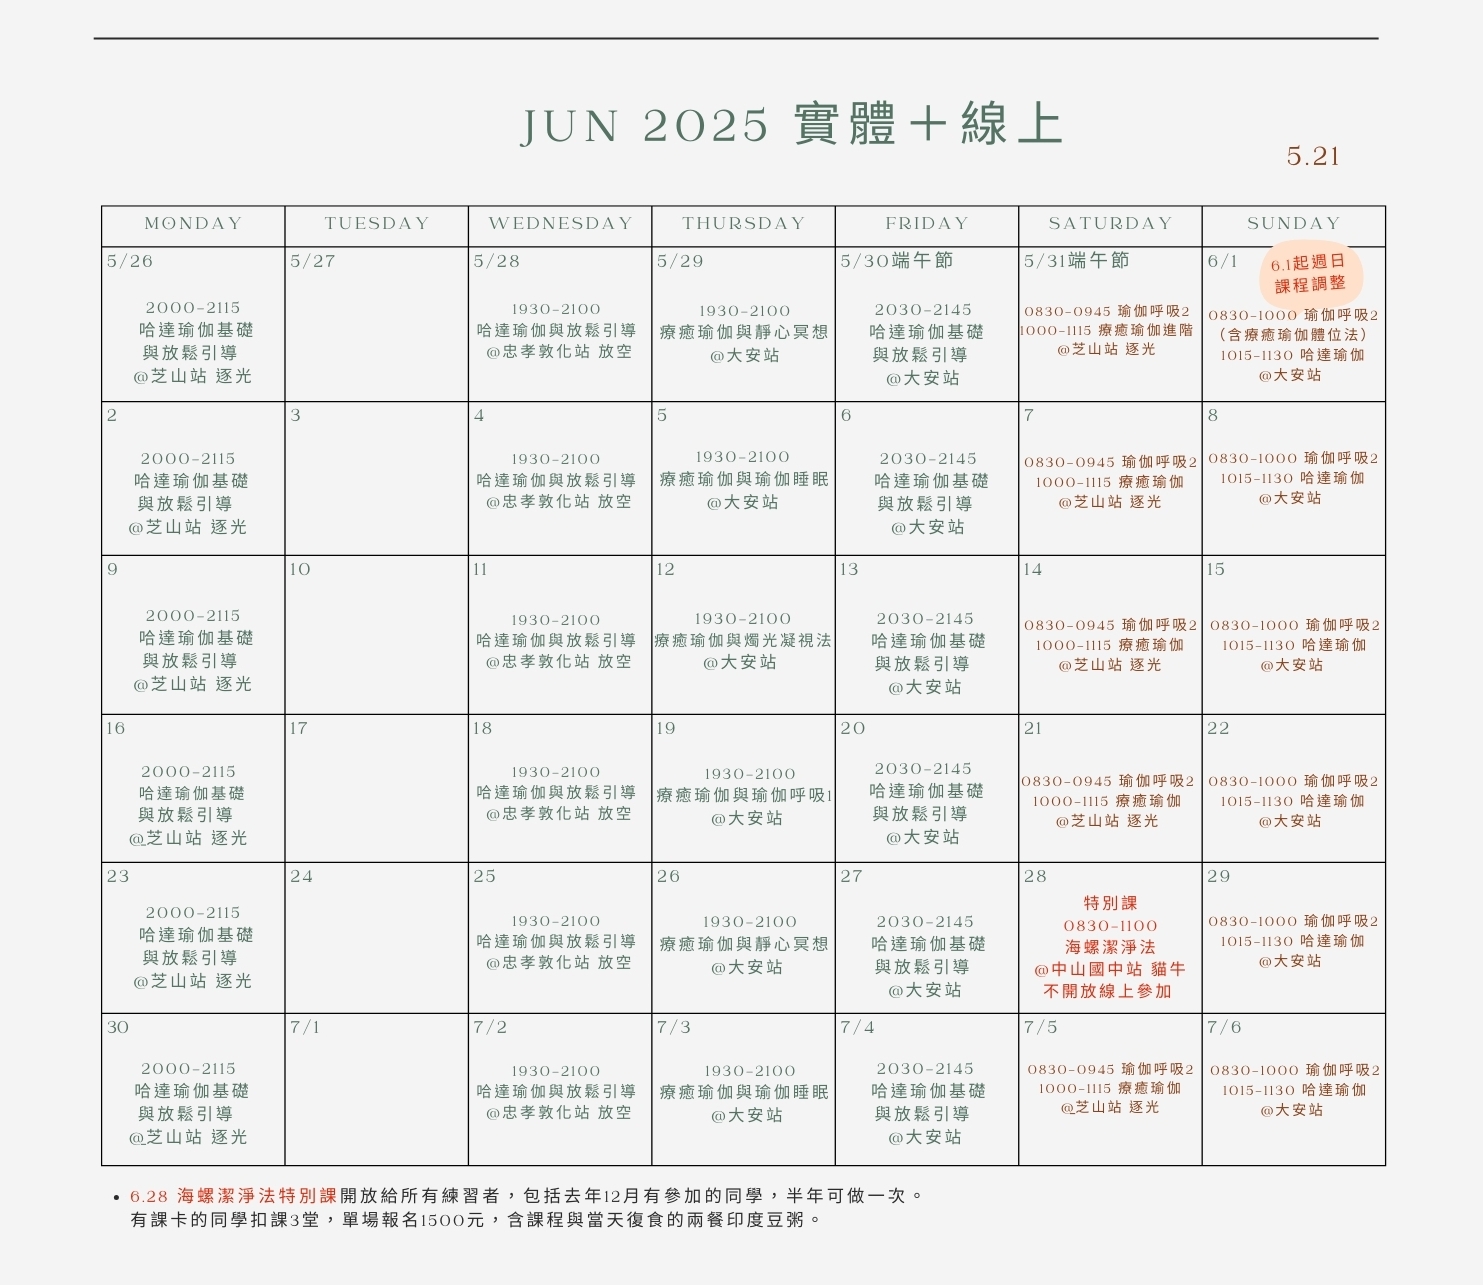 JUN 2025 實體＋線上
5.21
MONDAY
TUESDAY
WEDNESDAY
THURSDAY
FRIDAY
SATURDAY
SUNDAY
5/26
2000-2115
哈達瑜伽基礎
與放鬆引導
@芝山站 逐光
5/27
5/28
1930-2100
哈達瑜伽與放鬆引導
@忠孝敦化站 放空
5/29
1930-2100
療癒瑜伽與靜心冥想
@大安站
5/30端午節
2030-2145
哈達瑜伽基礎
與放鬆引導
@大安站
5/31端午節
0830-0945 瑜伽呼吸2
1000-1115 療癒瑜伽進階
@芝山站 逐光
6/1
6.1起週日
課程調整
0830-1000 瑜伽呼吸2
（含療癒瑜伽體位法）
1015-1130 哈達瑜伽
@大安站
2
2000-2115
哈達瑜伽基礎
與放鬆引導
@芝山站 逐光
3
4
1930-2100
哈達瑜伽與放鬆引導
@忠孝敦化站 放空
5
1930-2100
療癒瑜伽與瑜伽睡眠
@大安站
6
2030-2145
哈達瑜伽基礎
與放鬆引導
@大安站
7
0830-0945 瑜伽呼吸2
1000-1115 療癒瑜伽
@芝山站 逐光
8
0830-1000 瑜伽呼吸2
1015-1130 哈達瑜伽
@大安站
9
2000-2115
哈達瑜伽基礎
與放鬆引導
@芝山站 逐光
10
11
1930-2100
哈達瑜伽與放鬆引導
@忠孝敦化站 放空
12
1930-2100
療癒瑜伽與燭光凝視法
@大安站
13
2030-2145
哈達瑜伽基礎
與放鬆引導
@大安站
14
0830-0945 瑜伽呼吸2
1000-1115 療癒瑜伽
@芝山站 逐光
15
0830-1000 瑜伽呼吸2
1015-1130 哈達瑜伽
@大安站
16
2000-2115
哈達瑜伽基礎
與放鬆引導
@芝山站 逐光
17
18
1930-2100
哈達瑜伽與放鬆引導
@忠孝敦化站 放空
19
1930-2100
療癒瑜伽與瑜伽呼吸1
@大安站
20
2030-2145
哈達瑜伽基礎
與放鬆引導
@大安站
21
0830-0945 瑜伽呼吸2
1000-1115 療癒瑜伽
@芝山站 逐光
22
0830-1000 瑜伽呼吸2
1015-1130 哈達瑜伽
@大安站
23
2000-2115
哈達瑜伽基礎
與放鬆引導
@芝山站 逐光
24
25
1930-2100
哈達瑜伽與放鬆引導
@忠孝敦化站 放空
26
1930-2100
療癒瑜伽與靜心冥想
@大安站
27
2030-2145
哈達瑜伽基礎
與放鬆引導
@大安站
28
特別課
0830-1100
海螺潔淨法
@中山國中站 貓牛
不開放線上參加
29
0830-1000 瑜伽呼吸2
1015-1130 哈達瑜伽
@大安站
30
2000-2115
哈達瑜伽基礎
與放鬆引導
@芝山站 逐光
7/1
7/2
1930-2100
哈達瑜伽與放鬆引導
@忠孝敦化站 放空
7/3
1930-2100
療癒瑜伽與瑜伽睡眠
@大安站
7/4
2030-2145
哈達瑜伽基礎
與放鬆引導
@大安站
7/5
0830-0945 瑜伽呼吸2
1000-1115 療癒瑜伽
@芝山站 逐光
7/6
0830-1000 瑜伽呼吸2
1015-1130 哈達瑜伽
@大安站
• 6.28 海螺潔淨法特別課開放給所有練習者，包括去年12月有參加的同學，半年可做一次。
有課卡的同學扣課3堂，單場報名1500元，含課程與當天復食的兩餐印度豆粥。